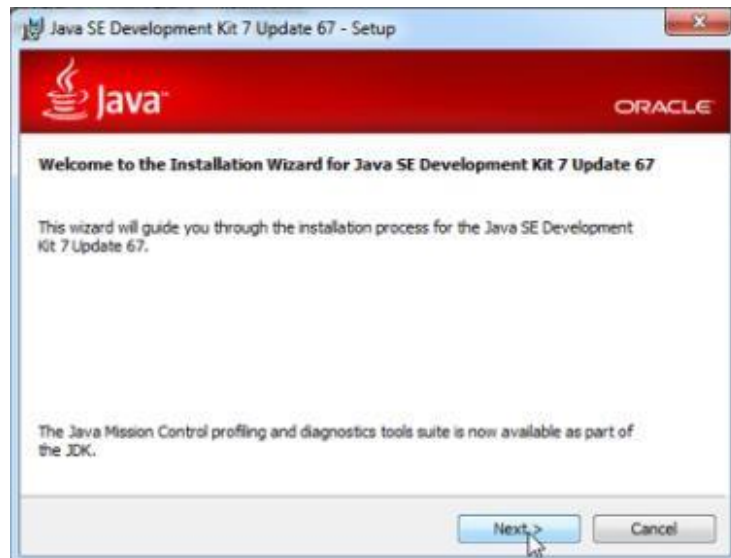 Java SE Development Kit 7 Update 67 - Setup
Java™
ORACLE
Welcome to the Installation Wizard for Java SE Development Kit 7 Update 67
This wizard will guide you through the installation process for the Java SE Development
Kit 7 Update 67.
The Java Mission Control profiling and diagnostics tools suite is now available as part of
the JDK.
Next >
Cancel